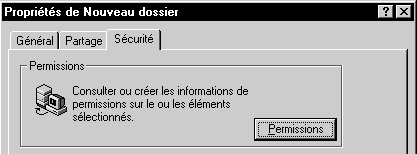 Propriétés de Nouveau dossier
Général Partage Sécurité
Permissions
Consulter ou créer les informations de
permissions sur le ou les éléments
sélectionnés.
Permissions